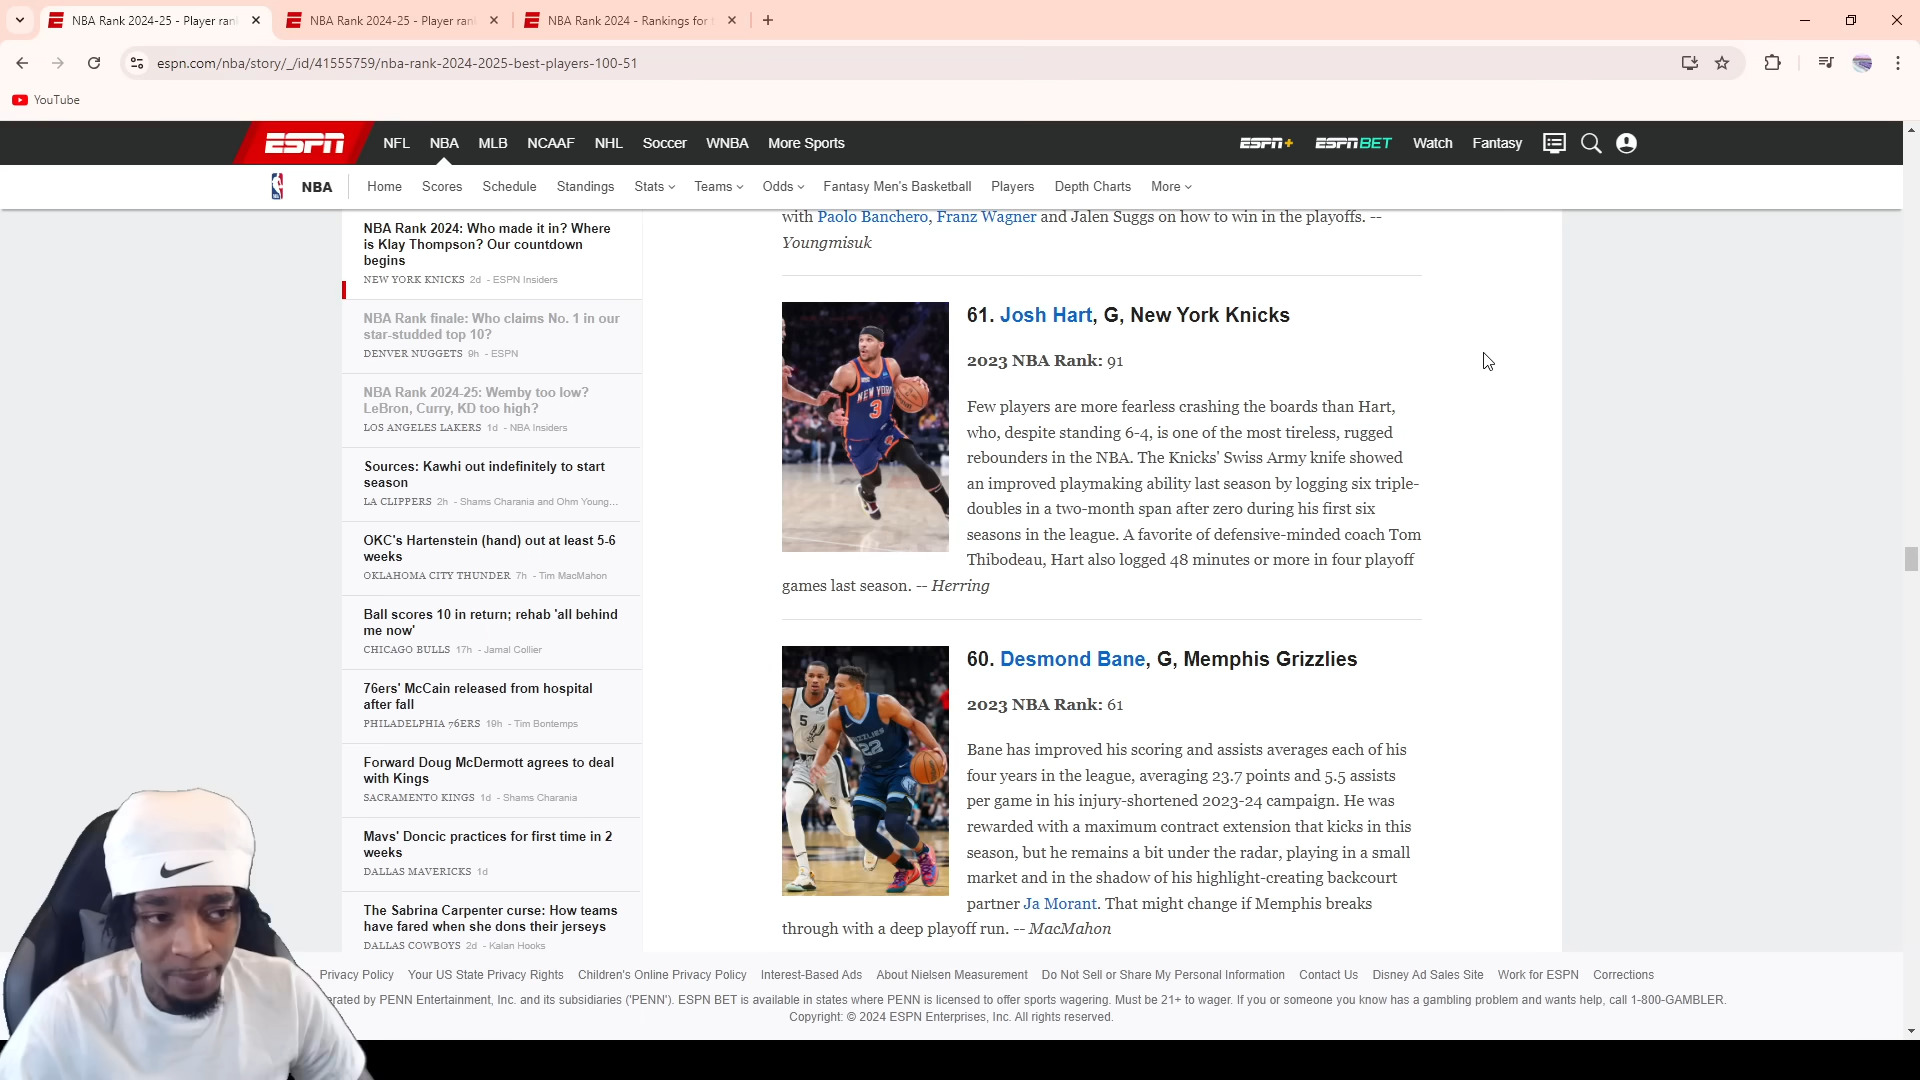 NBA Rank 2024-25 - Player ran
NBA Rank 2024-25 - Player ran
NBA Rank 2024 - Rankings for t
espn.com/nba/story/_/id/41555759/nba-rank-2024-2025-best-players-100-51
YouTube
ESPN
NFL NBA MLB NCAAF NHL Soccer WNBA More Sports
ESPN+ ESPN BET Watch Fantasy
NBA Home Scores Schedule Standings Stats Teams Odds Fantasy Men's Basketball Players Depth Charts More
NBA Rank 2024: Who made it in? Where
is Klay Thompson? Our countdown
begins
NEW YORK KNICKS 2d - ESPN Insiders
NBA Rank finale: Who claims No. 1 in our
star-studded top 10?
DENVER NUGGETS 9h - ESPN
NBA Rank 2024-25: Wemby too low?
LeBron, Curry, KD too high?
LOS ANGELES LAKERS 1d - NBA Insiders
Sources: Kawhi out indefinitely to start
season
LA CLIPPERS 2h - Shams Charania and Ohm Young...
OKC's Hartenstein (hand) out at least 5-6
weeks
OKLAHOMA CITY THUNDER 7h - Tim MacMahon
Ball scores 10 in return; rehab 'all behind
me now'
CHICAGO BULLS 17h - Jamal Collier
76ers' McCain released from hospital
after fall
PHILADELPHIA 76ERS 19h - Tim Bontemps
Forward Doug McDermott agrees to deal
with Kings
SACRAMENTO KINGS 1d - Shams Charania
Mavs' Doncic practices for first time in 2
weeks
DALLAS MAVERICKS 1d
The Sabrina Carpenter curse: How teams
have fared when she dons their jerseys
DALLAS COWBOYS 2d - Kalan Hooks
with Paolo Banchero, Franz Wagner and Jalen Suggs on how to win in the playoffs. --
Youngmisuk
NEW YORK
3
61. Josh Hart, G, New York Knicks
2023 NBA Rank: 91
Few players are more fearless crashing the boards than Hart,
who, despite standing 6-4, is one of the most tireless, rugged
rebounders in the NBA. The Knicks' Swiss Army knife showed
an improved playmaking ability last season by logging six triple-
doubles in a two-month span after zero during his first six
seasons in the league. A favorite of defensive-minded coach Tom
Thibodeau, Hart also logged 48 minutes or more in four playoff
games last season. -- Herring
5
GRIZZLIES
22
60. Desmond Bane, G, Memphis Grizzlies
2023 NBA Rank: 61
Bane has improved his scoring and assists averages each of his
four years in the league, averaging 23.7 points and 5.5 assists
per game in his injury-shortened 2023-24 campaign. He was
rewarded with a maximum contract extension that kicks in this
season, but he remains a bit under the radar, playing in a small
market and in the shadow of his highlight-creating backcourt
partner Ja Morant. That might change if Memphis breaks
through with a deep playoff run. -- MacMahon
Privacy Policy Your US State Privacy Rights Children's Online Privacy Policy Interest-Based Ads About Nielsen Measurement Do Not Sell or Share My Personal Information Contact Us Disney Ad Sales Site Work for ESPN Corrections
by PENN Entertainment, Inc. and its subsidiaries ('PENN'). ESPN BET is available in states where PENN is licensed to offer sports wagering. Must be 21+ to wager. If you or someone you know has a gambling problem and wants help, call 1-800-GAMBLER.
Copyright: © 2024 ESPN Enterprises, Inc. All rights reserved.